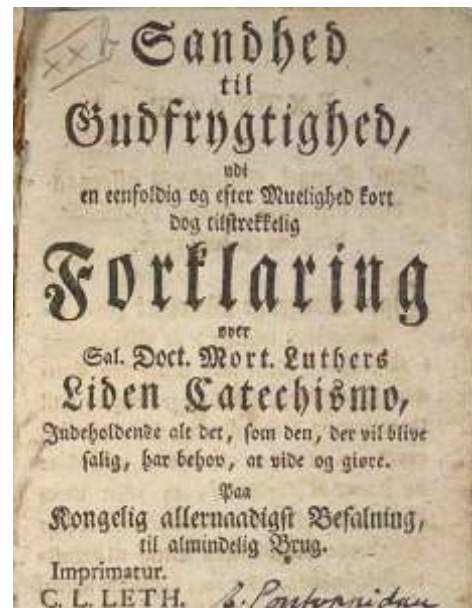 xx b
Sandhed
til
Gudfrygtighed,
udi
en eenfoldig og efter Muelighed kort
dog tilstrekkelig
Forklaring
over
Sal. Doct. Mort. Luthers
Liden Catechismo,
Indeholdende alt det, som den, der vil blive
salig, har behov, at vide og giøre.
Paa
Kongelig allernaadigst Befalning,
til almindelig Brug.
Imprimatur.
C. L. LETH. E. Pontoppidan